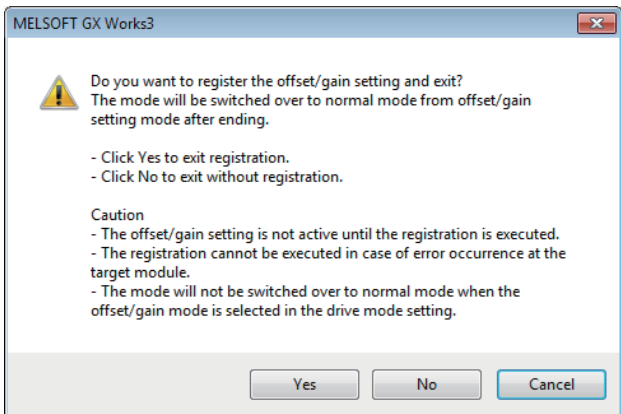 MELSOFT GX Works3
Do you want to register the offset/gain setting and exit?
The mode will be switched over to normal mode from offset/gain
setting mode after ending.
- Click Yes to exit registration.
- Click No to exit without registration.
Caution
- The offset/gain setting is not active until the registration is executed.
- The registration cannot be executed in case of error occurrence at the
target module.
- The mode will not be switched over to normal mode when the
offset/gain mode is selected in the drive mode setting.
Yes No Cancel